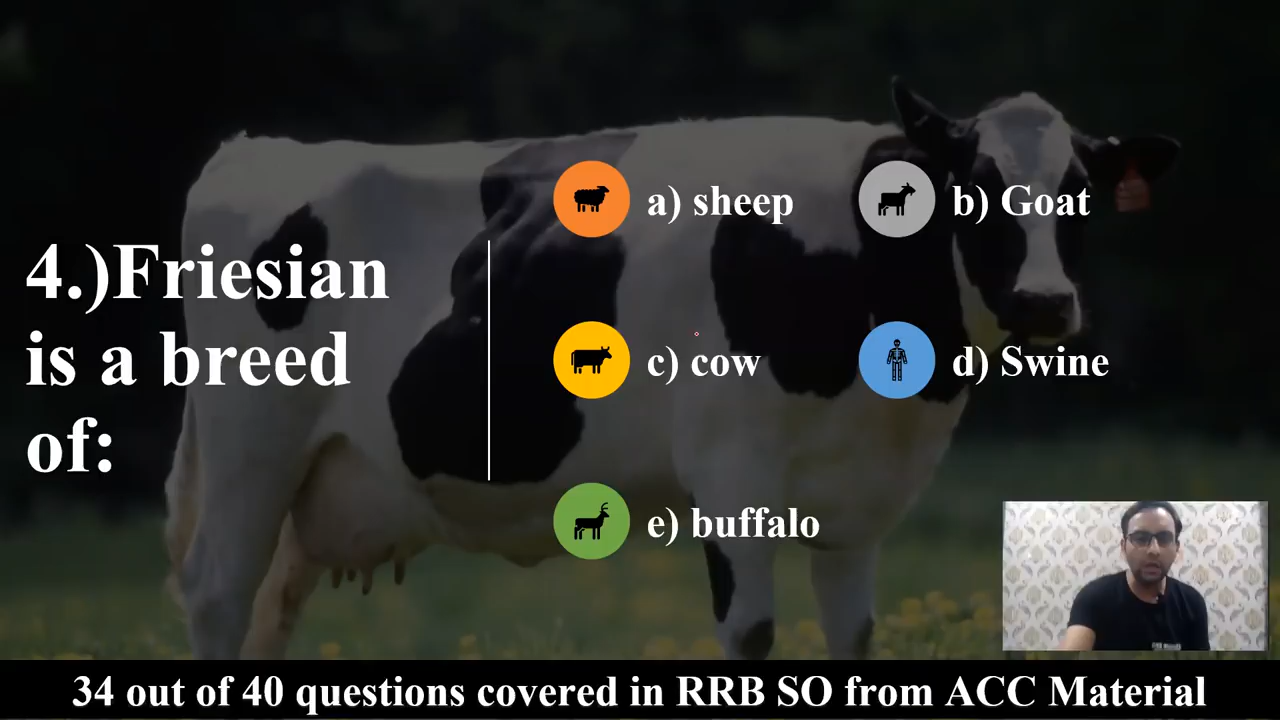 4.)Friesian
is a breed
of:
a) sheep
b) Goat
c) cow
d) Swine
e) buffalo
34 out of 40 questions covered in RRB SO from ACC Material